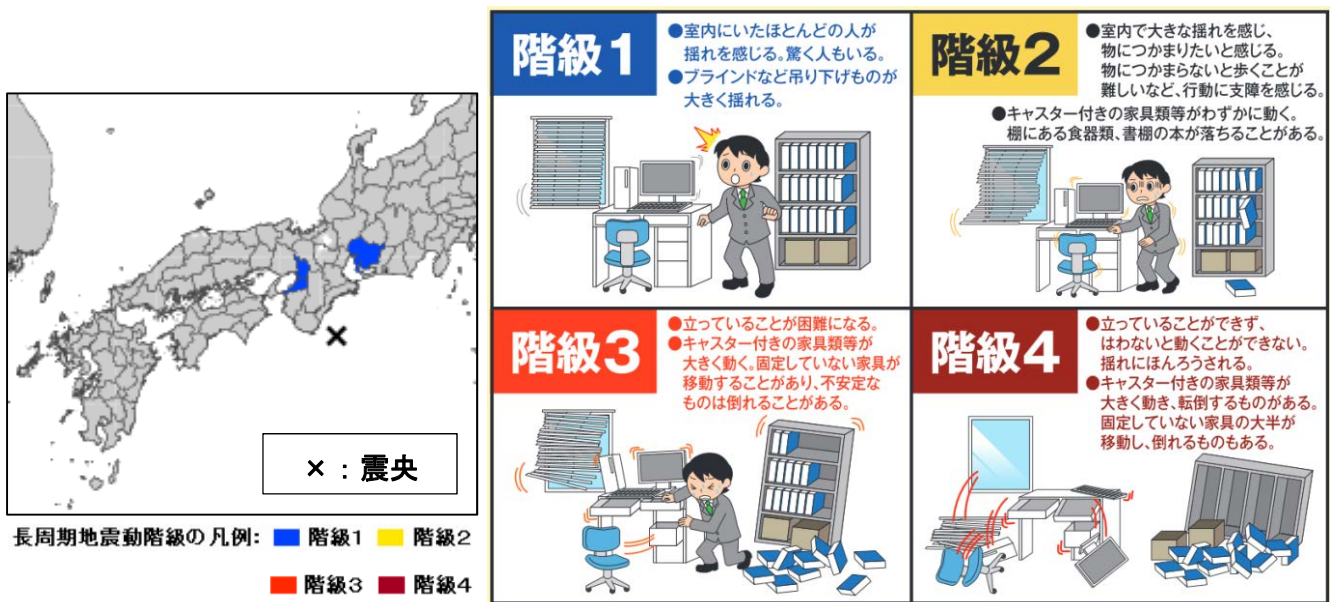 ×：震央
長周期地震動階級の凡例: 階級1 階級2
階級3 階級4
階級1
●室内にいたほとんどの人が
揺れを感じる。驚く人もいる。
●ブラインドなど吊り下げものが
大きく揺れる。
階級2
●室内で大きな揺れを感じ、
物につかまりたいと感じる。
物につかまらないと歩くことが
難しいなど、行動に支障を感じる。
●キャスター付きの家具類等がわずかに動く。
棚にある食器類、書棚の本が落ちることがある。
階級3
●立っていることが困難になる。
●キャスター付きの家具類等が
大きく動く。固定していない家具が
移動することがあり、不安定な
ものは倒れることがある。
階級4
●立っていることができず、
はわないと動くことができない。
揺れにほんろうされる。
●キャスター付きの家具類等が
大きく動き、転倒するものがある。
固定していない家具の大半が
移動し、倒れるものもある。